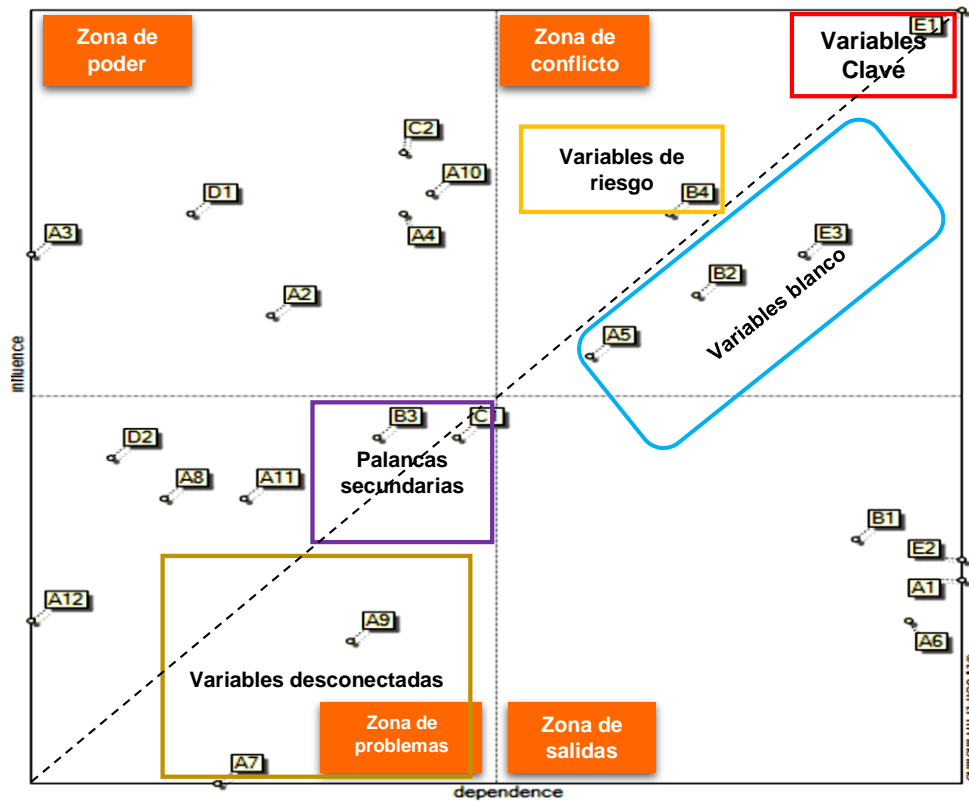 Zona de
poder
Zona de
conflicto
E1
Variables
Clave
C2
A10
Variables de
riesgo
D1
B4
A3
A4
E3
B2
A2
Variables blanco
A5
influence
B3
C1
D2
Palancas
secundarias
A8
A11
B1
E2
A1
A12
A9
A6
Variables desconectadas
Zona de
problemas
Zona de
salidas
A7
dependence